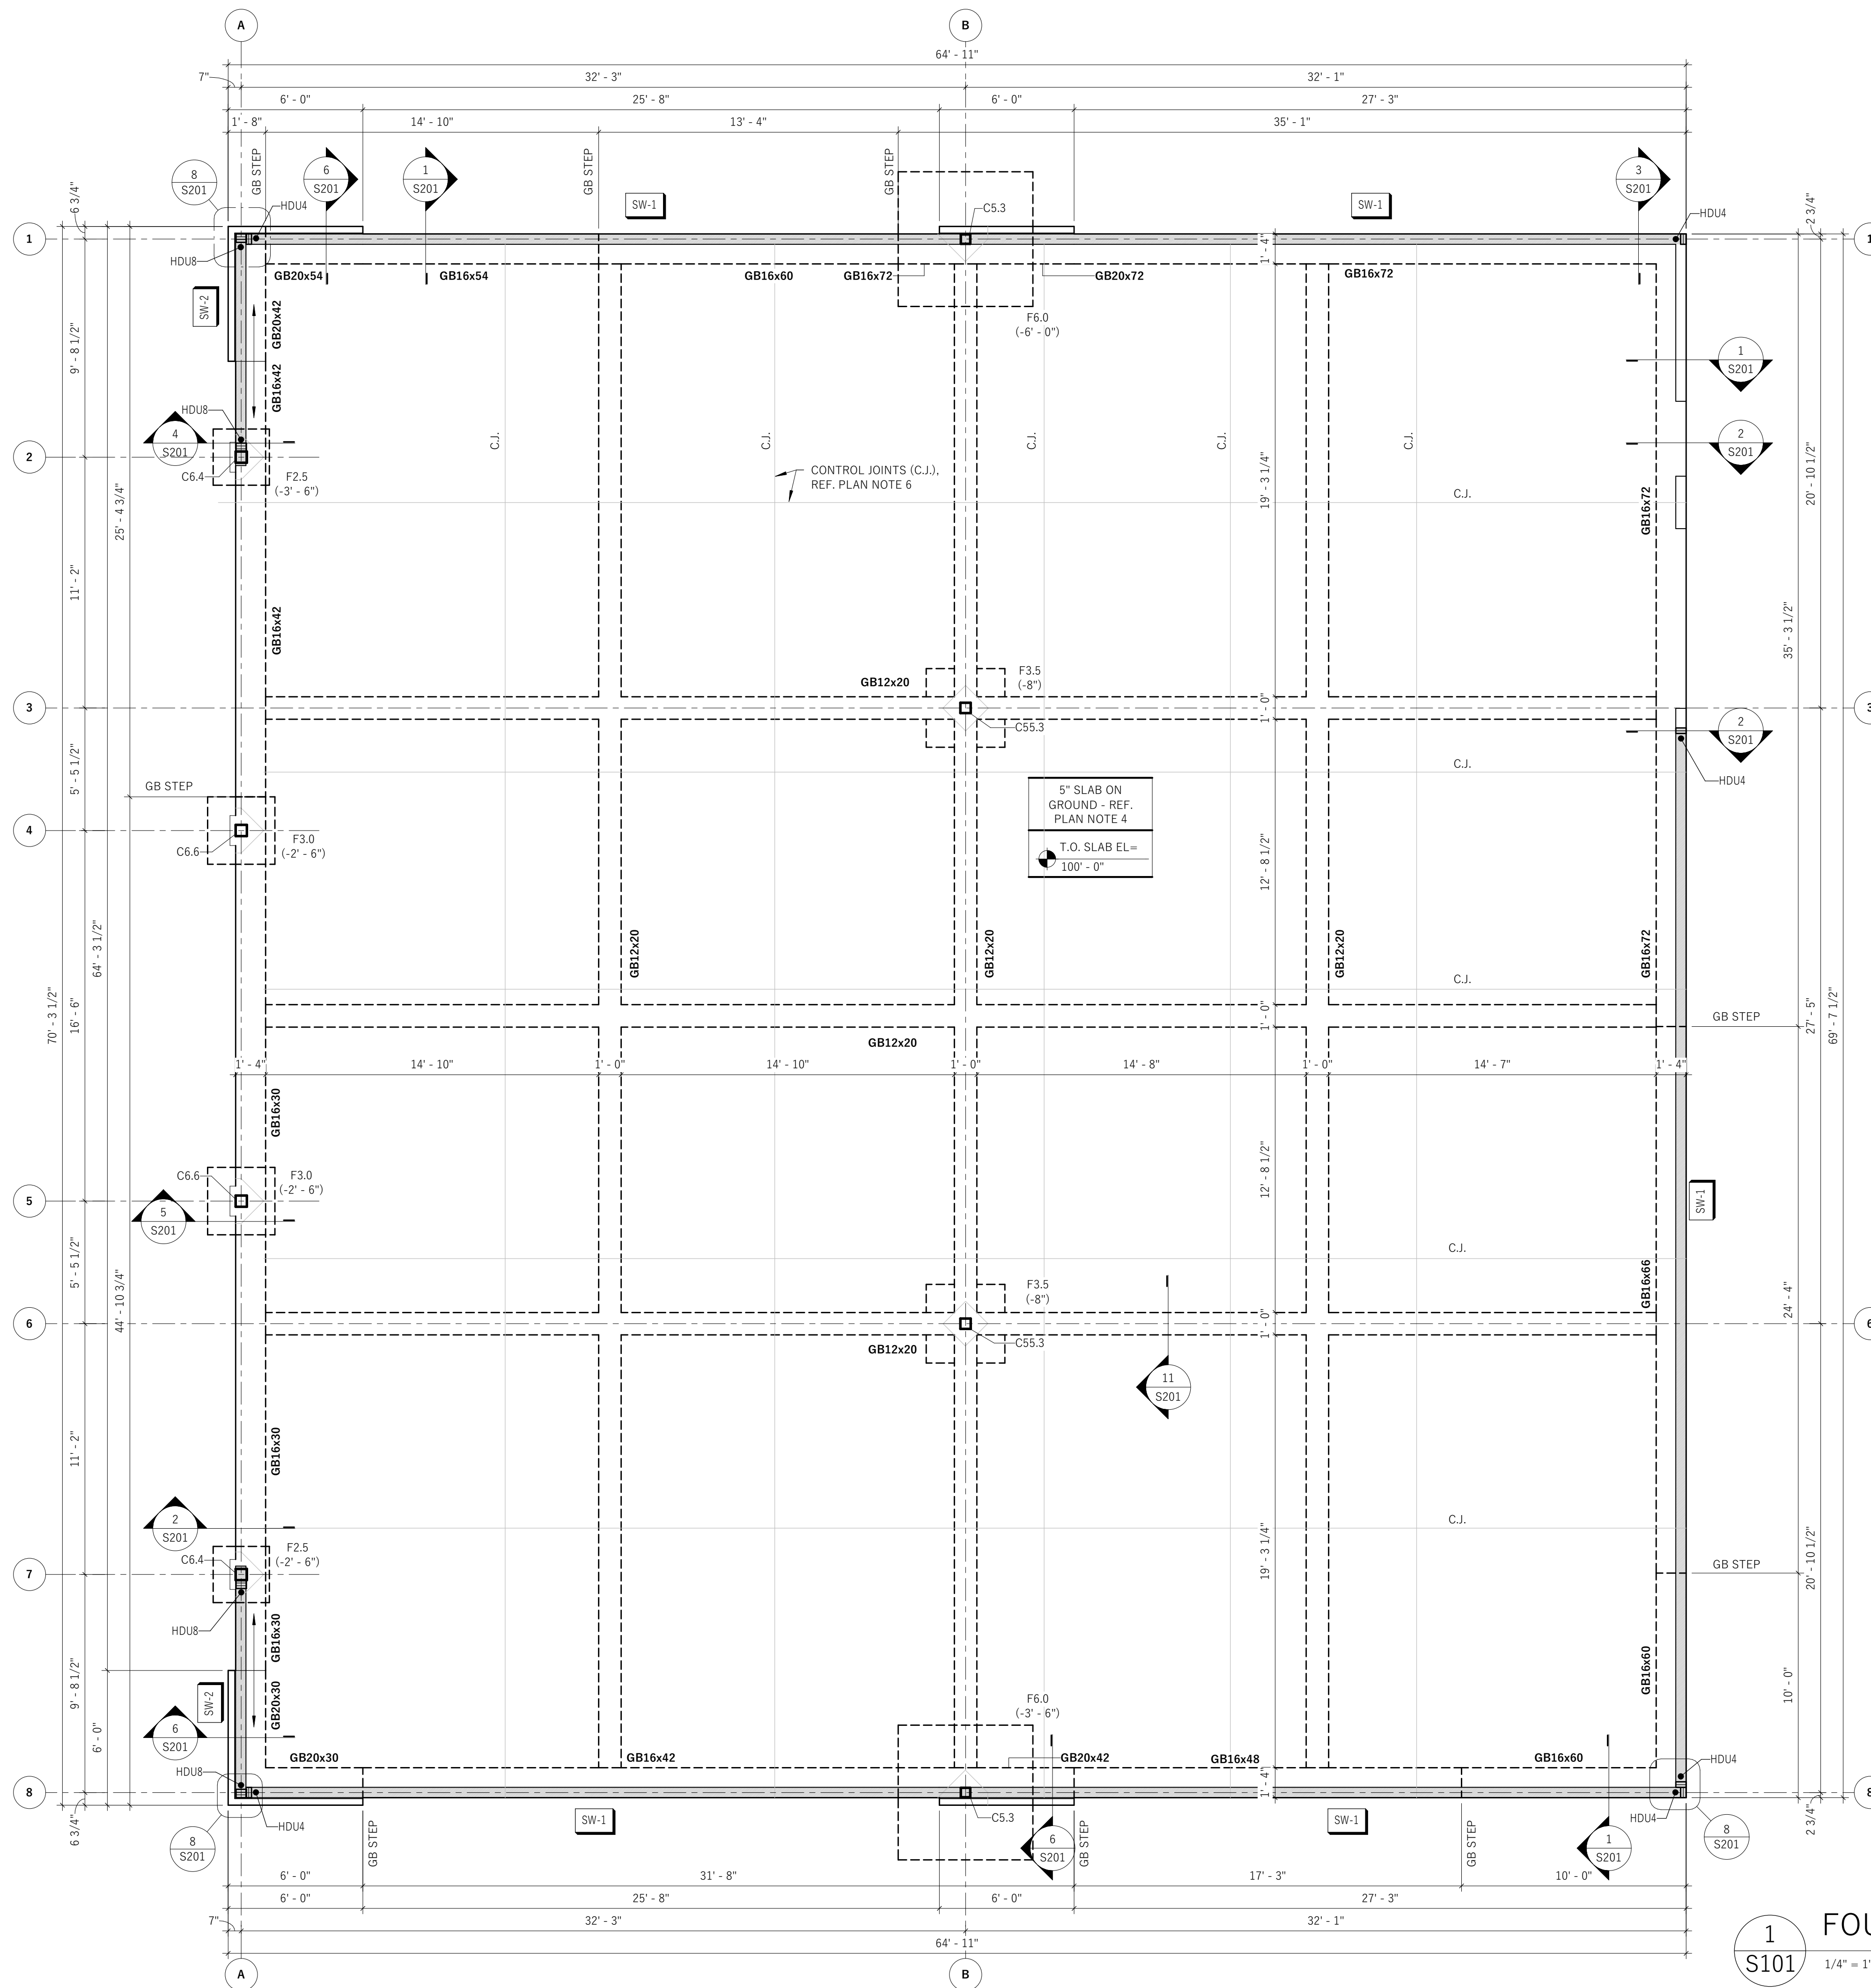 A
B
64' - 11"
7"
32' - 3"
32' - 1"
6' - 0"
25' - 8"
6' - 0"
27' - 3"
1' - 8"
14' - 10"
13' - 4"
35' - 1"
GB STEP
GB STEP
GB STEP
8
S201
6
S201
1
S201
3
S201
SW-1
SW-1
HDU4
C5.3
HDU4
6 3/4"
2 3/4"
1
1
HDU8
1' - 4"
GB20x54
GB16x54
GB16x60
GB16x72
GB20x72
GB16x72
SW-2
GB20x42
F6.0
(-6' - 0")
9' - 8 1/2"
GB16x42
1
S201
HDU8
4
S201
C.J.
C.J.
C.J.
C.J.
C.J.
2
S201
2
C6.4
F2.5
(-3' - 6")
CONTROL JOINTS (C.J.),
REF. PLAN NOTE 6
19' - 3 1/4"
C.J.
GB16x72
20' - 10 1/2"
25' - 4 3/4"
11' - 2"
GB16x42
35' - 3 1/2"
GB12x20
F3.5
(-8")
3
1' - 0"
3
C55.3
2
S201
5' - 5 1/2"
C.J.
HDU4
GB STEP
5" SLAB ON
GROUND - REF.
PLAN NOTE 4
T.O. SLAB EL=
100' - 0"
4
C6.6
F3.0
(-2' - 6")
12' - 8 1/2"
64' - 3 1/2"
GB12x20
GB12x20
GB12x20
GB16x72
C.J.
70' - 3 1/2"
16' - 6"
1' - 0"
GB STEP
27' - 5"
69' - 7 1/2"
GB12x20
1' - 4"
14' - 10"
1' - 0"
14' - 10"
1' - 0"
14' - 8"
1' - 0"
14' - 7"
1' - 4"
GB16x30
C6.6
F3.0
(-2' - 6")
12' - 8 1/2"
SW-1
5
5
S201
5' - 5 1/2"
C.J.
44' - 10 3/4"
F3.5
(-8")
GB16x66
24' - 4"
6
1' - 0"
6
C55.3
GB12x20
11
S201
11' - 2"
GB16x30
2
S201
C.J.
19' - 3 1/4"
20' - 10 1/2"
C6.4
F2.5
(-2' - 6")
7
GB STEP
HDU8
GB16x30
9' - 8 1/2"
GB16x60
10' - 0"
SW-2
GB20x30
F6.0
(-3' - 6")
6
S201
6' - 0"
GB20x30
GB16x42
GB20x42
GB16x48
GB16x60
HDU8
HDU4
8
1' - 4"
8
C5.3
HDU4
6 3/4"
HDU4
2 3/4"
SW-1
SW-1
8
S201
GB STEP
6
S201
GB STEP
GB STEP
1
S201
8
S201
6' - 0"
31' - 8"
17' - 3"
10' - 0"
6' - 0"
25' - 8"
6' - 0"
27' - 3"
7"
32' - 3"
32' - 1"
64' - 11"
A
B
1
S101
FOU
1/4" = 1'